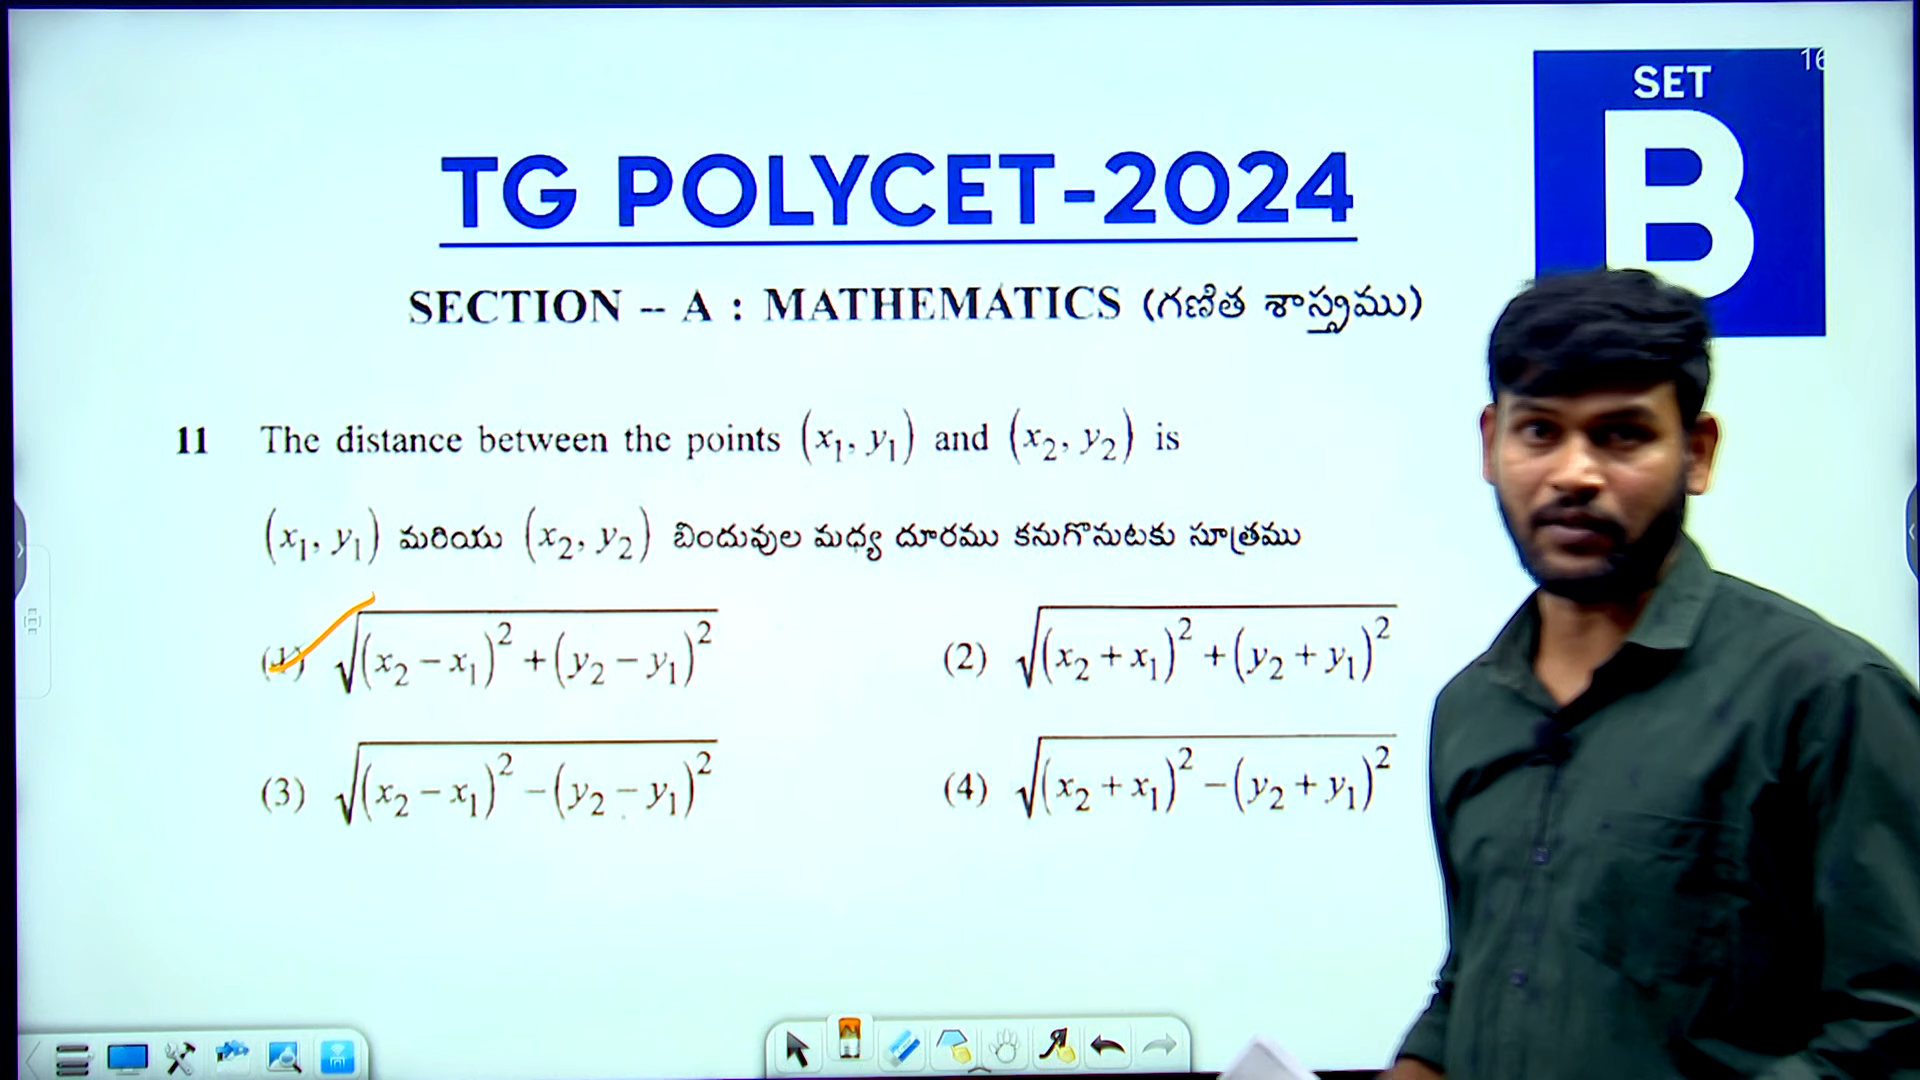 16
SET
B
TG POLYCET-2024
SECTION -- A : MATHEMATICS (గణిత శాస్త్రము)
11 The distance between the points (x₁, y₁) and (x₂, y₂) is
(x₁, y₁) మరియు (x₂, y₂) బిందువుల మధ్య దూరము కనుగొనుటకు సూత్రము
(1) √((x₂ − x₁)² + (y₂ − y₁)²) (2) √((x₂ + x₁)² + (y₂ + y₁)²)
(3) √((x₂ − x₁)² − (y₂ − y₁)²) (4) √((x₂ + x₁)² − (y₂ + y₁)²)